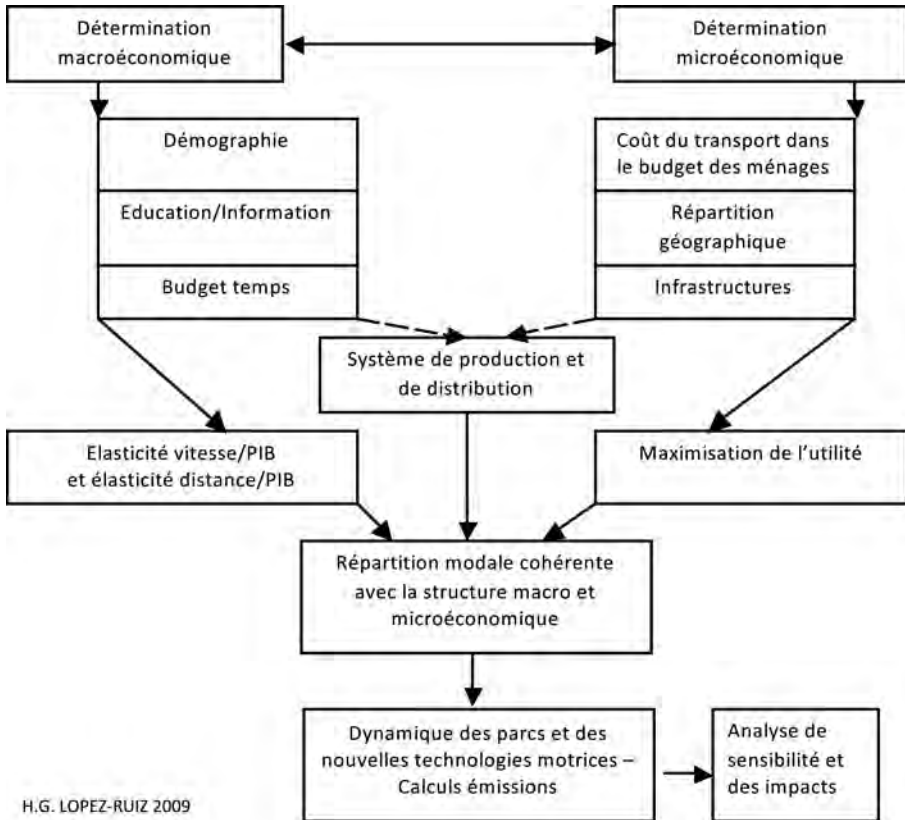 Détermination
macroéconomique
Détermination
microéconomique
Démographie
Education/Information
Budget temps
Coût du transport dans
le budget des ménages
Répartition
géographique
Infrastructures
Système de production et
de distribution
Elasticité vitesse/PIB
et élasticité distance/PIB
Maximisation de l'utilité
Répartition modale cohérente
avec la structure macro et
microéconomique
Dynamique des parcs et des
nouvelles technologies motrices –
Calculs émissions
Analyse de
sensibilité et
des impacts
H.G. LOPEZ-RUIZ 2009